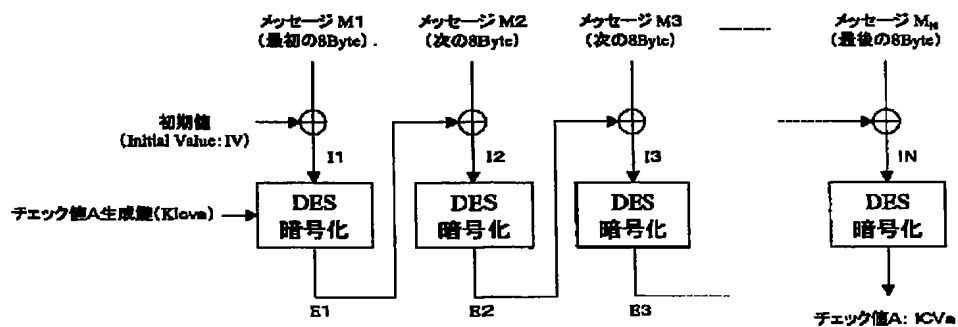 メッセージ M1
(最初の8Byte).
メッセージ M2
(次の8Byte)
メッセージ M3
(次の8Byte)
メッセージ MN
(最後の8Byte)
初期値
(Initial Value: IV)
I1
I2
I3
IN
チェック値A生成鍵(Kicva)
DES
暗号化
DES
暗号化
DES
暗号化
DES
暗号化
E1
E2
E3
チェック値A: ICVa